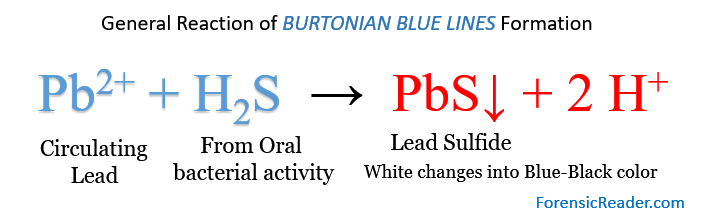 General Reaction of BURTONIAN BLUE LINES Formation
Pb²⁺ + H₂S → PbS↓ + 2 H⁺
Circulating Lead
From Oral bacterial activity
Lead Sulfide
White changes into Blue-Black color
ForensicReader.com